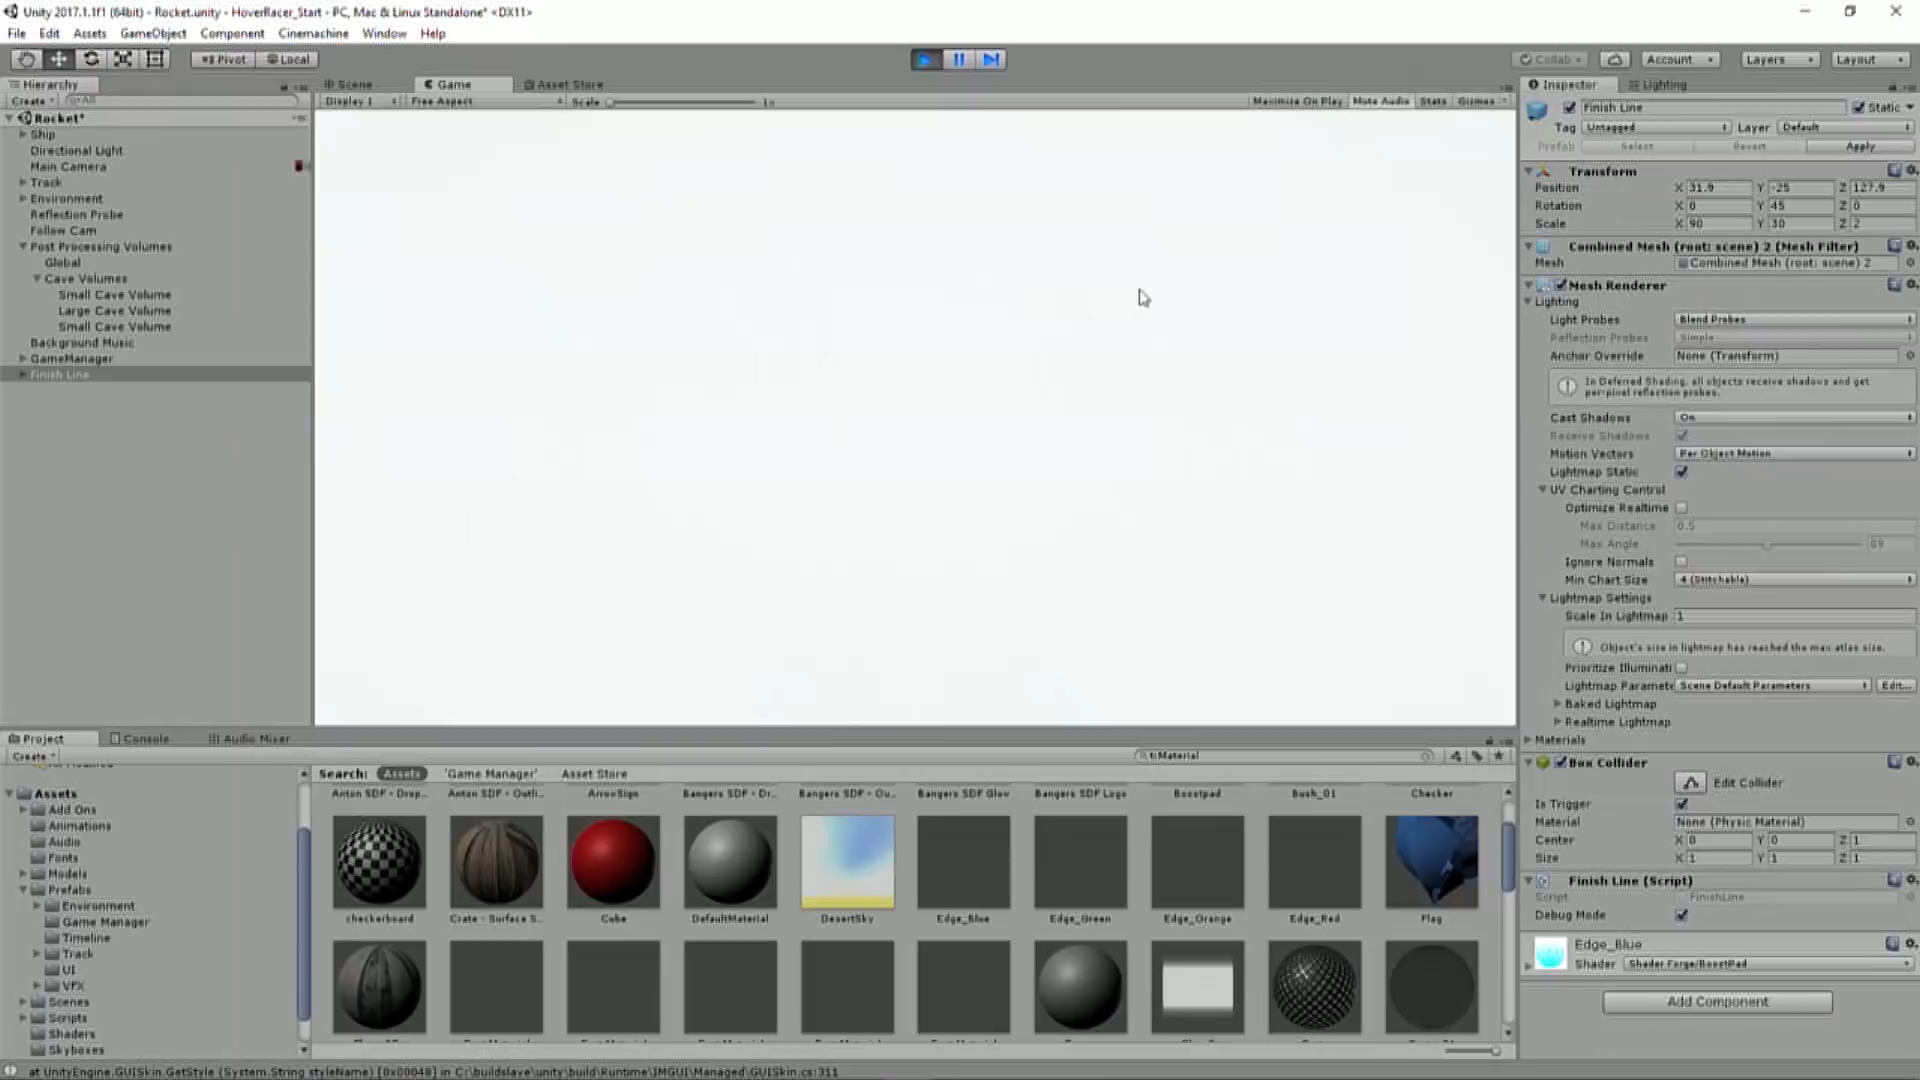 Unity 2017.1.1f1 (64bit) - Rocket.unity - HoverRacer_Start - PC, Mac & Linux Standalone* <DX11>
File Edit Assets GameObject Component Cinemachine Window Help
Pivot Local Collab Account Layers Layout
Hierarchy
Create All
Rocket*
Ship
Directional Light
Main Camera
Track
Environment
Reflection Probe
Follow Cam
Post Processing Volumes
Global
Cave Volumes
Small Cave Volume
Large Cave Volume
Small Cave Volume
Background Music
GameManager
Finish Line
Scene Game Asset Store
Display 1 Free Aspect Scale 1x Maximize On Play Mute Audio Stats Gizmos
Inspector Lighting
Finish Line Static
Tag Untagged Layer Default
Prefab Select Revert Apply
Transform
Position X 31.9 Y -25 Z 127.9
Rotation X 0 Y 45 Z 0
Scale X 90 Y 30 Z 2
Combined Mesh (root: scene) 2 (Mesh Filter)
Mesh Combined Mesh (root: scene) 2
Mesh Renderer
Lighting
Light Probes Blend Probes
Reflection Probes Simple
Anchor Override None (Transform)
In Deferred Shading, all objects receive shadows and get
per-pixel reflection probes.
Cast Shadows On
Receive Shadows
Motion Vectors Per Object Motion
Lightmap Static
UV Charting Control
Optimize Realtime
Max Distance 0.5
Max Angle 89
Ignore Normals
Min Chart Size 4 (Stitchable)
Lightmap Settings
Scale In Lightmap 1
Object's size in lightmap has reached the max atlas size.
Prioritize Illuminati
Lightmap Paramete Scene Default Parameters Edit...
Baked Lightmap
Realtime Lightmap
Materials
Box Collider
Edit Collider
Is Trigger
Material None (Physic Material)
Center X 0 Y 0 Z 1
Size X 1 Y 1 Z 1
Finish Line (Script)
Script FinishLine
Debug Mode
Edge_Blue
Shader Shader Forge/BoostPad
Add Component
Project Console Audio Mixer
Create t:Material
Assets
Add Ons
Animations
Audio
Fonts
Models
Prefabs
Environment
Game Manager
Timeline
Track
UI
VFX
Scenes
Scripts
Shaders
Skyboxes
Search: Assets 'Game Manager' Asset Store
Anton SDF - Drop... Anton SDF - Outli... ArrowSign Bangers SDF - Dr... Bangers SDF - Ou... Bangers SDF Glow Bangers SDF Logo Boostpad Bush_01 Checker
checkerboard Crate - Surface S... Cube DefaultMaterial DesertSky Edge_Blue Edge_Green Edge_Orange Edge_Red Flag
at UnityEngine.GUISkin.GetStyle (System.String styleName) [0x00048] in C:\buildslave\unity\build\Runtime\IMGUI\Managed\GUISkin.cs:311